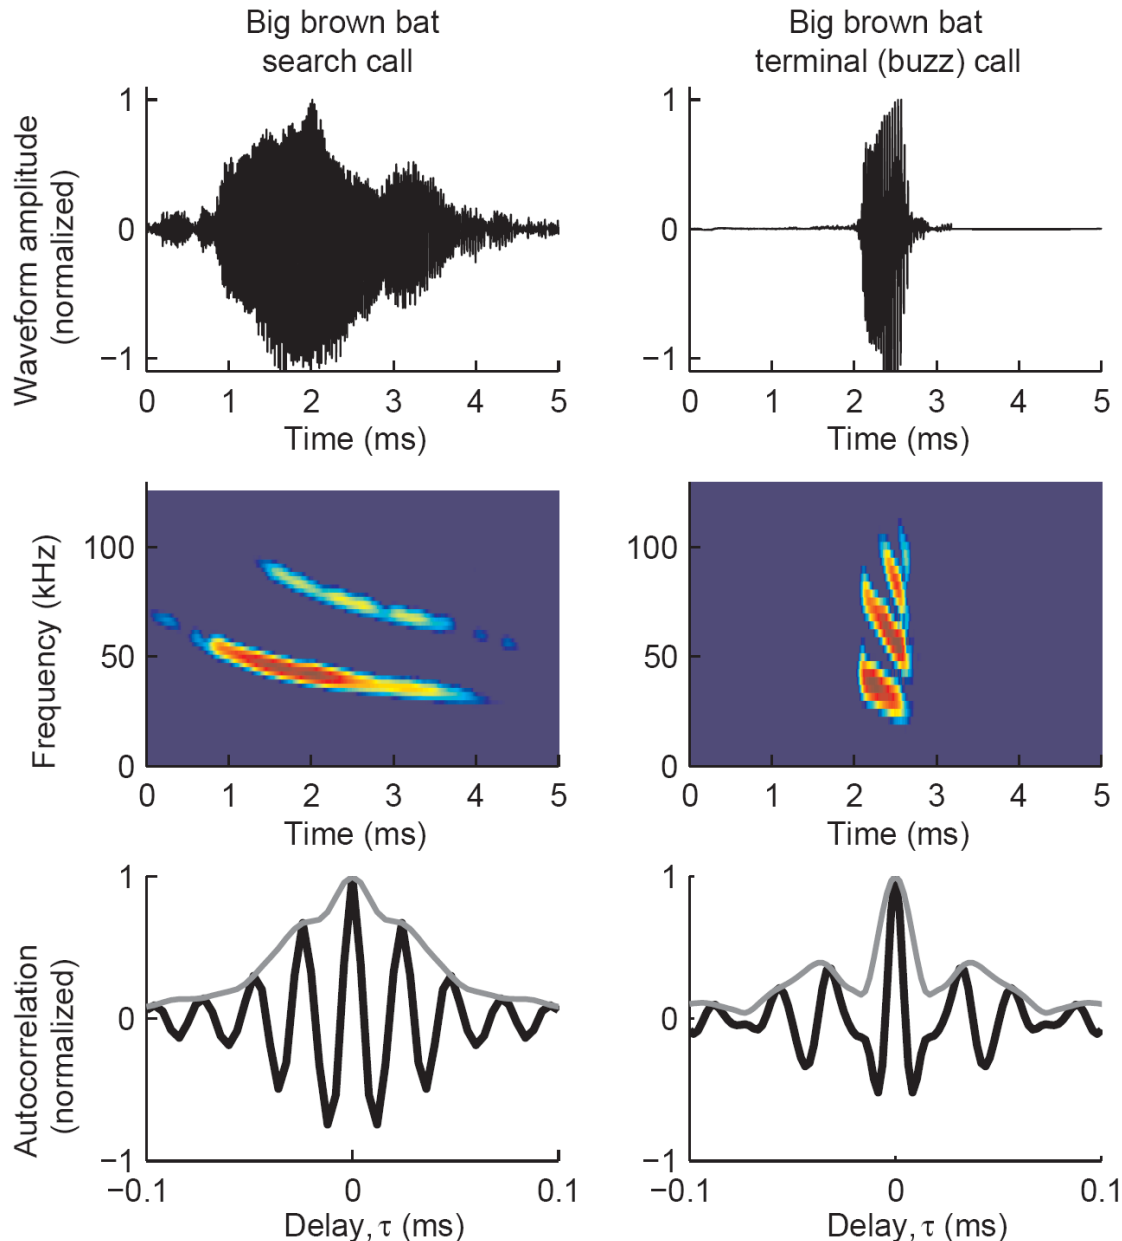 Big brown bat
search call
Big brown bat
terminal (buzz) call
Waveform amplitude
(normalized)
1
0
−1
0 1 2 3 4 5
Time (ms)
1
0
−1
0 1 2 3 4 5
Time (ms)
Frequency (kHz)
100
50
0
0 1 2 3 4 5
Time (ms)
100
50
0
0 1 2 3 4 5
Time (ms)
Autocorrelation
(normalized)
1
0
−1
−0.1 0 0.1
Delay, τ (ms)
1
0
−1
−0.1 0 0.1
Delay, τ (ms)